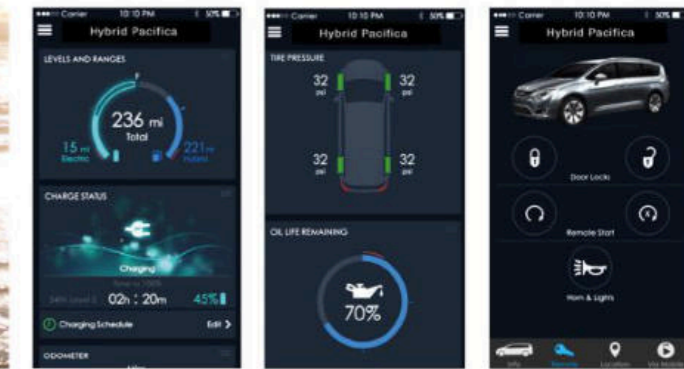 Carrier 10:10 PM 50%
Hybrid Pacifica
LEVELS AND RANGES
F
236 mi
Total
15 mi
Electric
221 mi
Hybrid
CHARGE STATUS
Charging
02h : 20m
45%
Charging Schedule
Edit
ODOMETER
Carrier 10:10 PM 50%
Hybrid Pacifica
TIRE PRESSURE
32 32
psi psi
32 32
psi psi
OIL LIFE REMAINING
70%
Carrier 10:10 PM 50%
Hybrid Pacifica
Door Locks
Remote Start
Horn & Lights
Info Remote Location Via Mobile